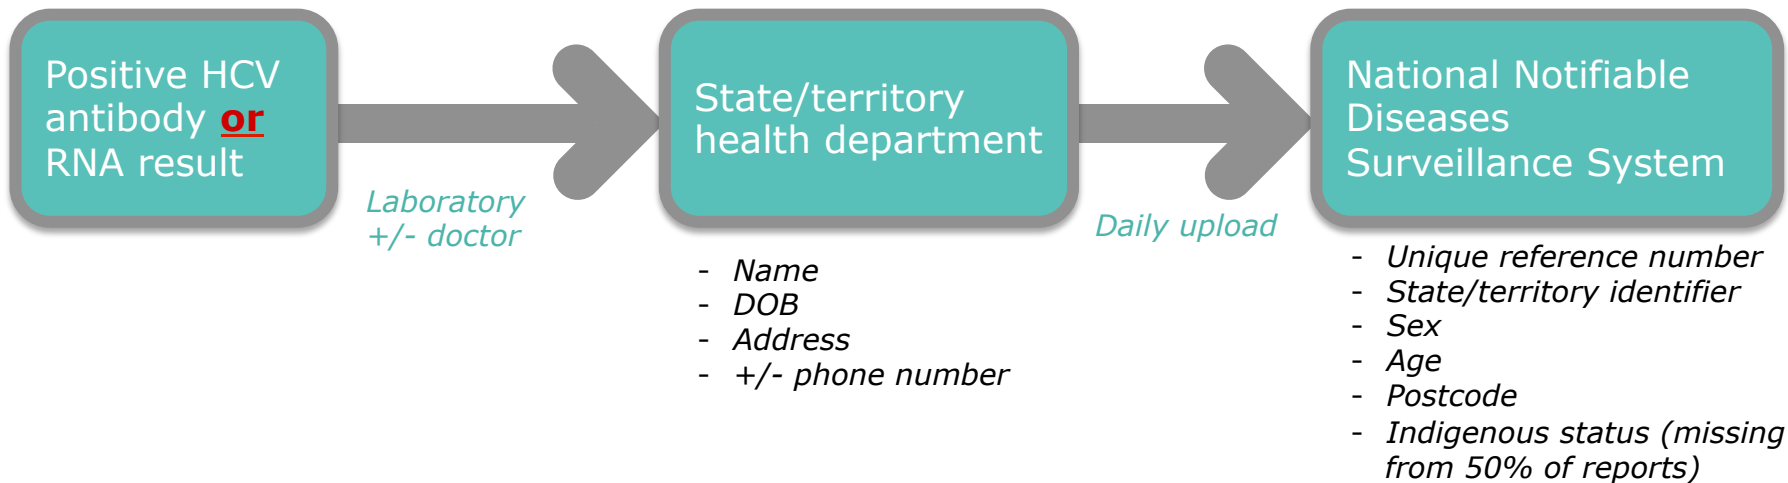 Positive HCV
antibody or
RNA result
Laboratory
+/- doctor
State/territory
health department
- Name
- DOB
- Address
- +/- phone number
Daily upload
National Notifiable
Diseases
Surveillance System
- Unique reference number
- State/territory identifier
- Sex
- Age
- Postcode
- Indigenous status (missing
from 50% of reports)